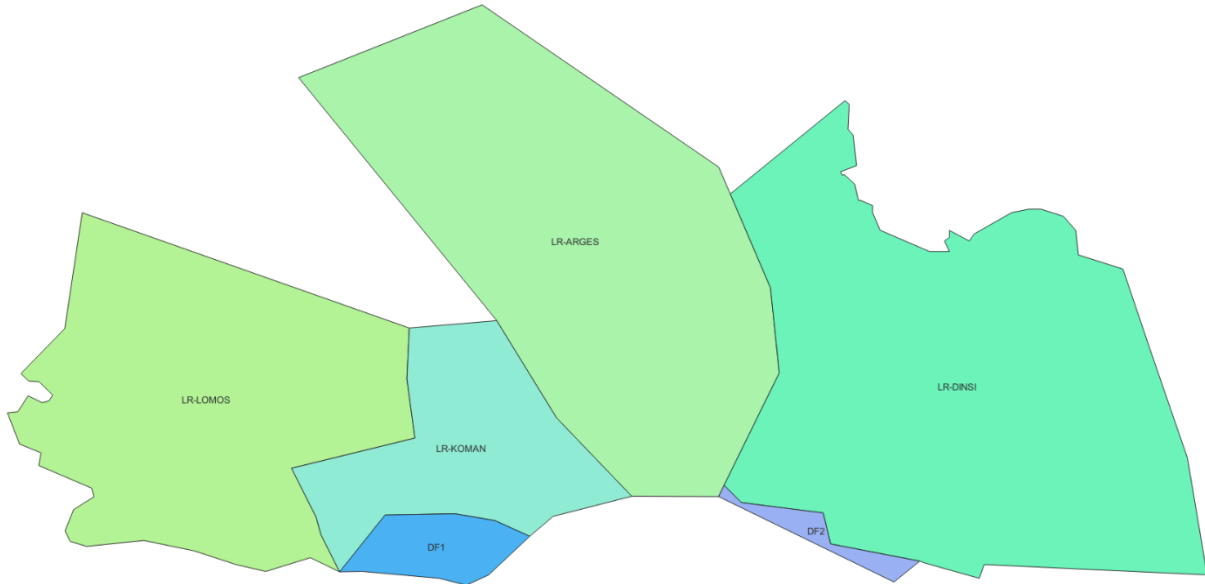 LR-ARGES
LR-DINSI
LR-LOMOS
LR-KOMAN
DF2
DF1